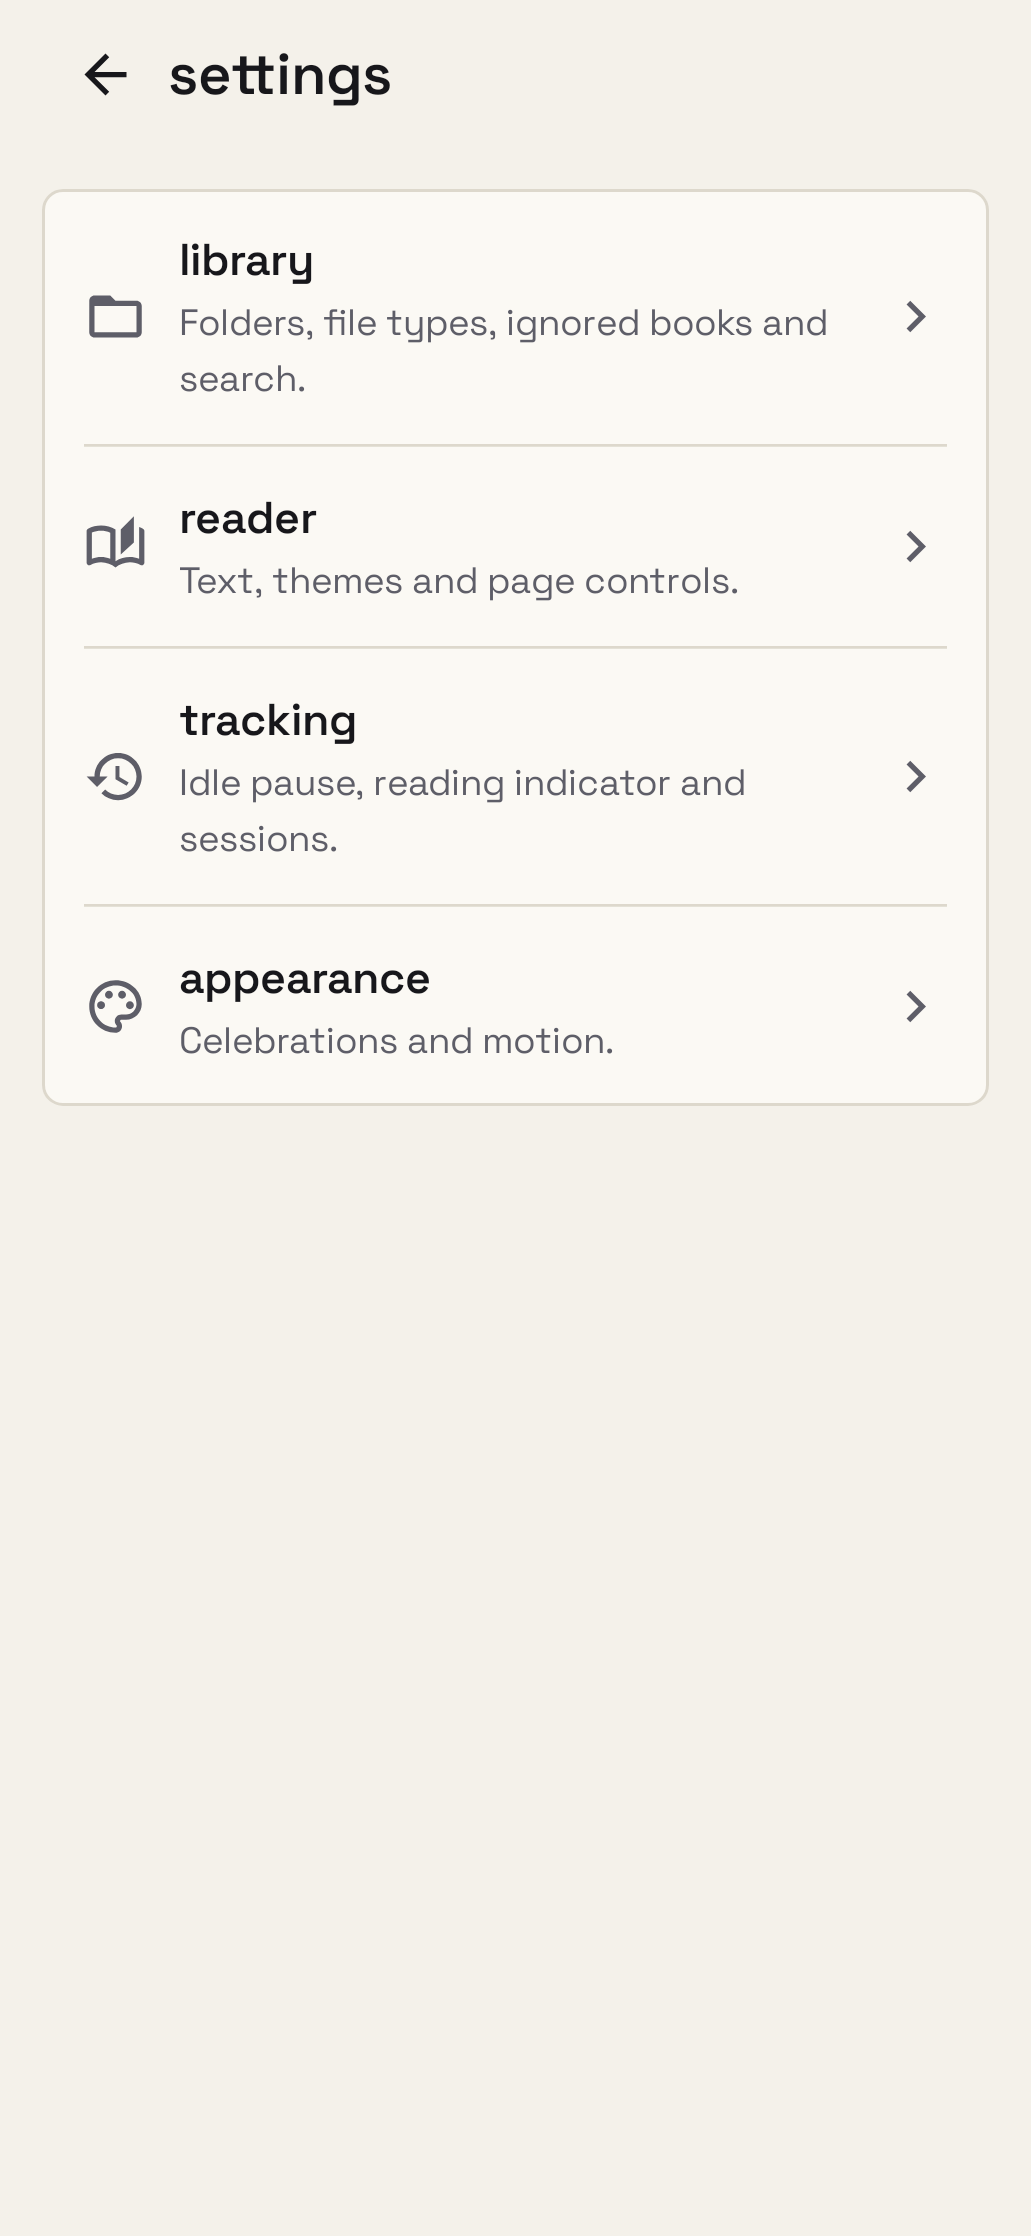 settings
library
Folders, file types, ignored books and
search.
reader
Text, themes and page controls.
tracking
Idle pause, reading indicator and
sessions.
appearance
Celebrations and motion.